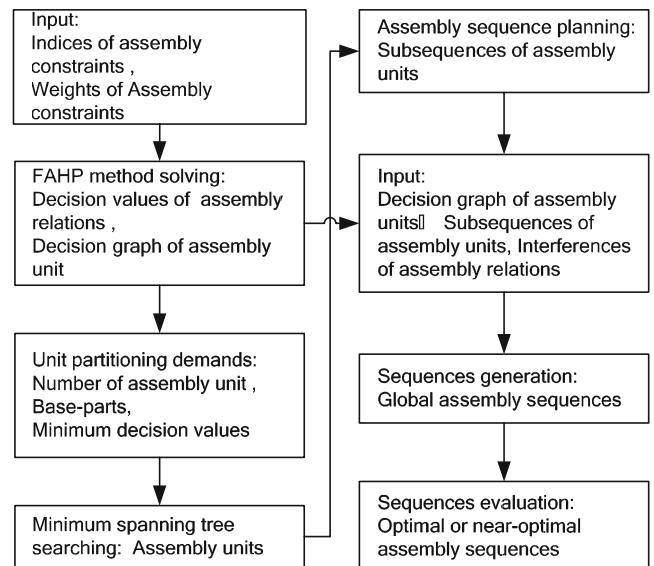 Input:
Indices of assembly
constraints ,
Weights of Assembly
constraints
FAHP method solving:
Decision values of assembly
relations ,
Decision graph of assembly
unit
Unit partitioning demands:
Number of assembly unit ,
Base-parts,
Minimum decision values
Minimum spanning tree
searching: Assembly units
Assembly sequence planning:
Subsequences of assembly
units
Input:
Decision graph of assembly
units▯ Subsequences of
assembly units, Interferences
of assembly relations
Sequences generation:
Global assembly sequences
Sequences evaluation:
Optimal or near-optimal
assembly sequences